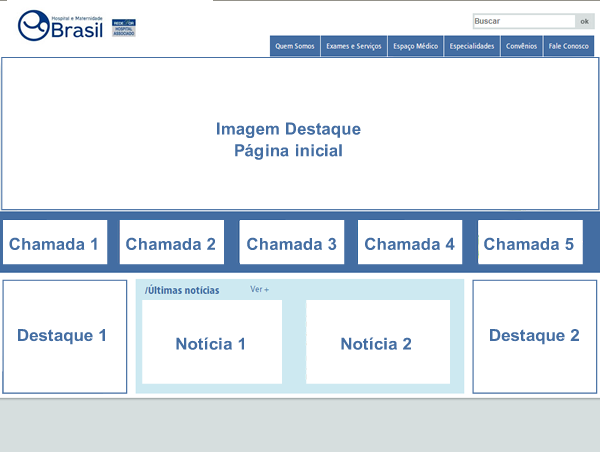 Hospital e Maternidade
Brasil
REDE D'OR
HOSPITAL
ASSOCIADO
Buscar
ok
Quem Somos
Exames e Serviços
Espaço Médico
Especialidades
Convênios
Fale Conosco
Imagem Destaque
Página inicial
Chamada 1
Chamada 2
Chamada 3
Chamada 4
Chamada 5
Destaque 1
/Últimas notícias
Ver +
Notícia 1
Notícia 2
Destaque 2